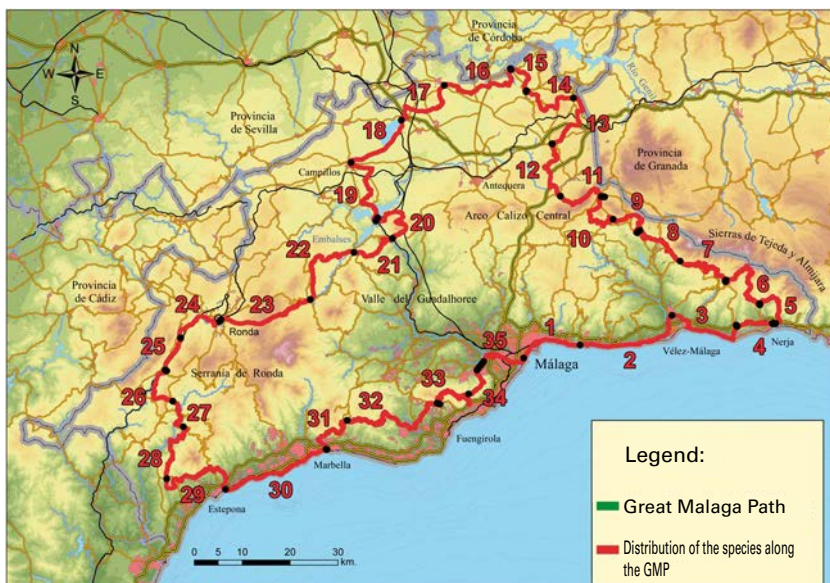 Provincia
de Córdoba
N
W E
S
Provincia
de Sevilla
Río Genil
15
16
14
17
13
18
Provincia
de Granada
12
Campillos
11
Antequera
19
9
Arco Calizo Central
20
10
Sierras de Tejeda y Almijara
22
Embalses
21
8
7
Provincia
de Cádiz
Valle del Guadalhorce
6
24
23
5
Ronda
1
3
35
2
4
Nerja
25
Málaga
Vélez-Málaga
Serranía de Ronda
33
26
34
27
31
32
Fuengirola
28
Marbella
Legend:
29
30
Estepona
Great Malaga Path
0 5 10 20 30
km.
Distribution of the species along
the GMP